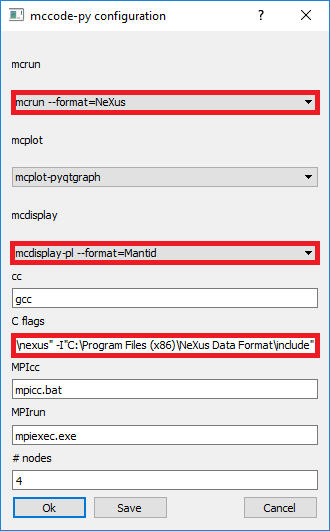 mccode-py configuration
mcrun
mcrun --format=NeXus
mcplot
mcplot-pyqtgraph
mcdisplay
mcdisplay-pl --format=Mantid
cc
gcc
C flags
\nexus" -I"C:\Program Files (x86)\NeXus Data Format\include"
MPIcc
mpicc.bat
MPIrun
mpiexec.exe
# nodes
4
Ok Save Cancel